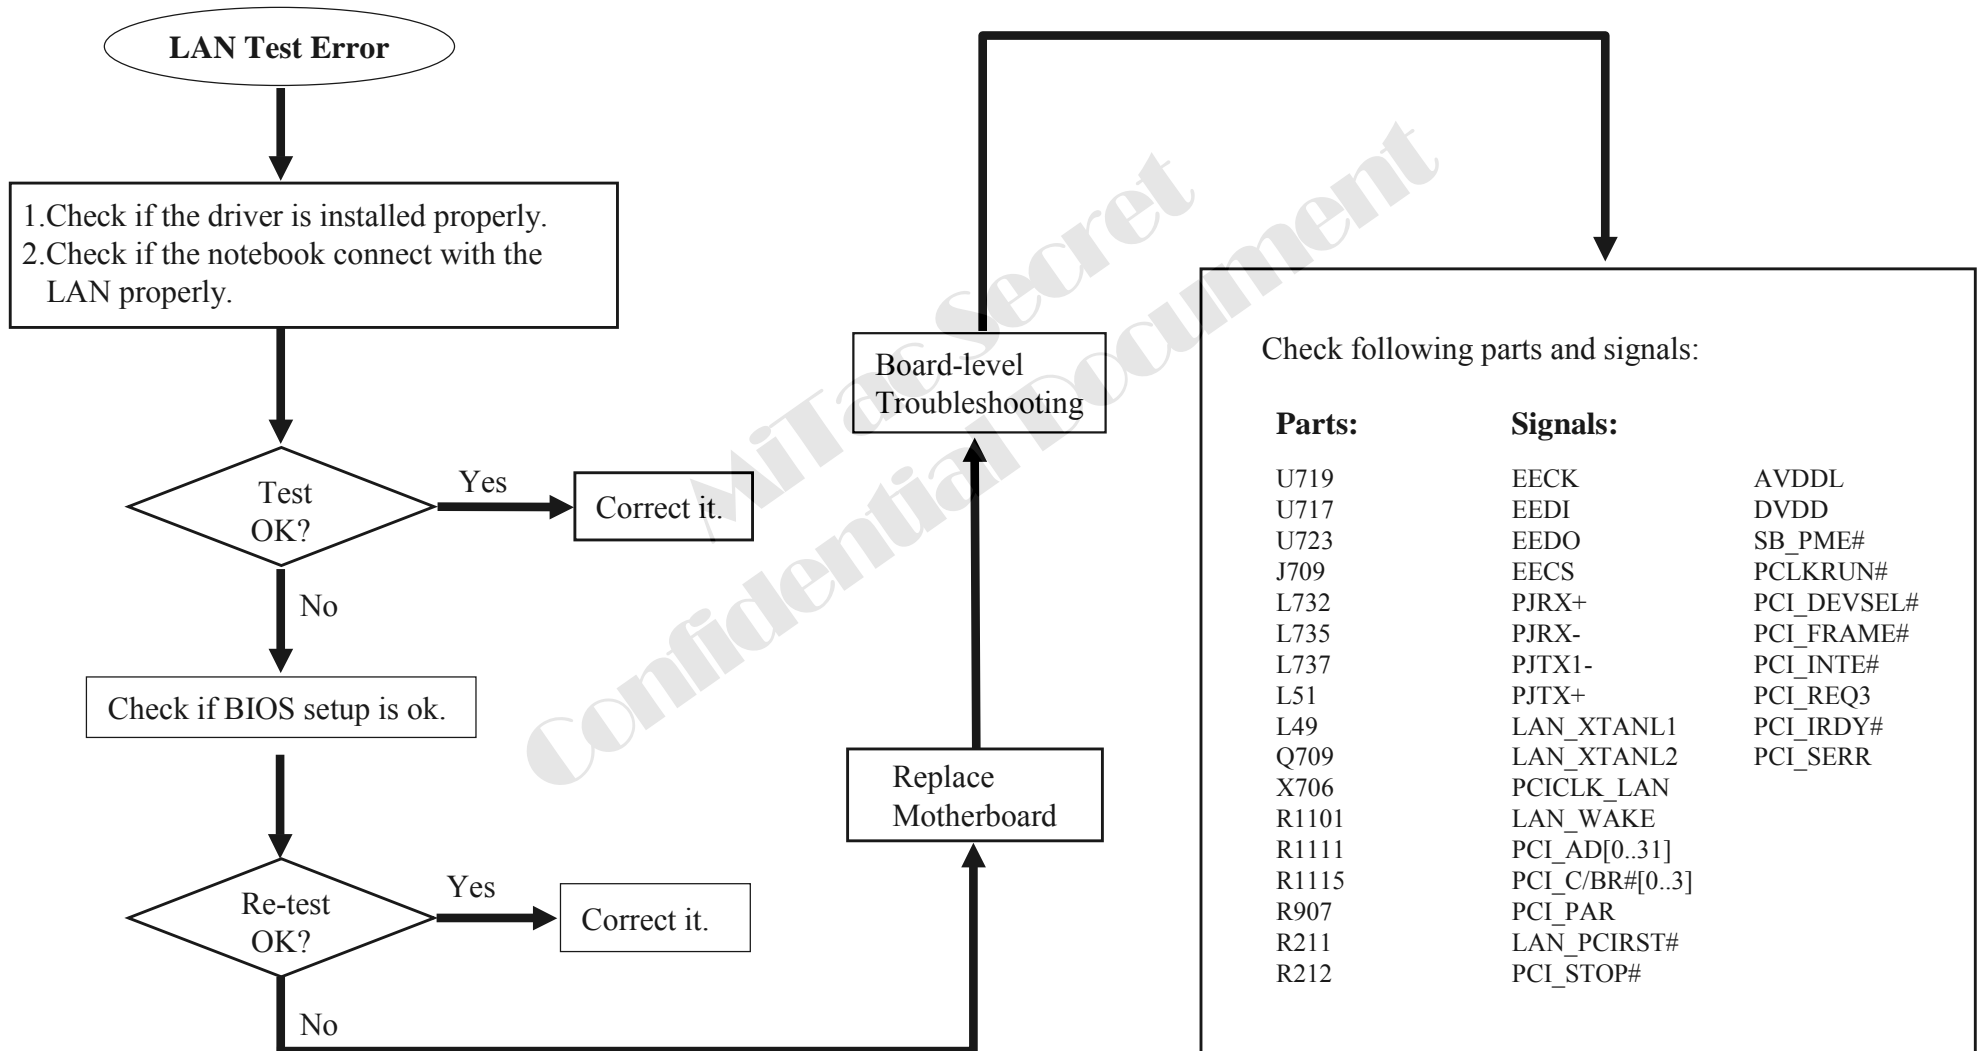 LAN Test Error
1.Check if the driver is installed properly.
2.Check if the notebook connect with the
LAN properly.
Test
OK?
Yes
Correct it.
No
Check if BIOS setup is ok.
Re-test
OK?
Yes
Correct it.
No
Replace
Motherboard
Board-level
Troubleshooting
Check following parts and signals:
Parts: Signals:
U719 EECK AVDDL
U717 EEDI DVDD
U723 EEDO SB_PME#
J709 EECS PCLKRUN#
L732 PJRX+ PCI_DEVSEL#
L735 PJRX- PCI_FRAME#
L737 PJTX1- PCI_INTE#
L51 PJTX+ PCI_REQ3
L49 LAN_XTANL1 PCI_IRDY#
Q709 LAN_XTANL2 PCI_SERR
X706 PCICLK_LAN
R1101 LAN_WAKE
R1111 PCI_AD[0..31]
R1115 PCI_C/BR#[0..3]
R907 PCI_PAR
R211 LAN_PCIRST#
R212 PCI_STOP#
MiTac Secret
Confidential Document